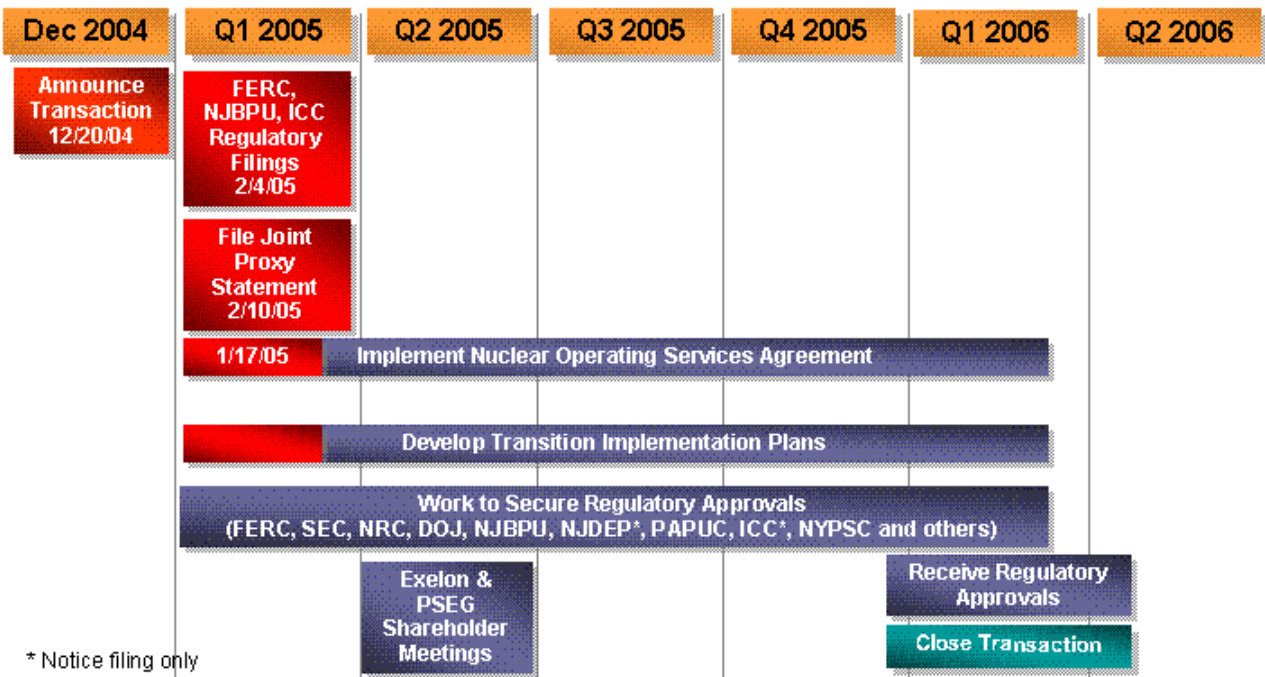 Dec 2004
Q1 2005
Q2 2005
Q3 2005
Q4 2005
Q1 2006
Q2 2006
Announce
Transaction
12/20/04
FERC,
NJBPU, ICC
Regulatory
Filings
2/4/05
File Joint
Proxy
Statement
2/10/05
1/17/05
Implement Nuclear Operating Services Agreement
Develop Transition Implementation Plans
Work to Secure Regulatory Approvals
(FERC, SEC, NRC, DOJ, NJBPU, NJDEP*, PAPUC, ICC*, NYPSC and others)
Exelon &
PSEG
Shareholder
Meetings
Receive Regulatory
Approvals
Close Transaction
* Notice filing only